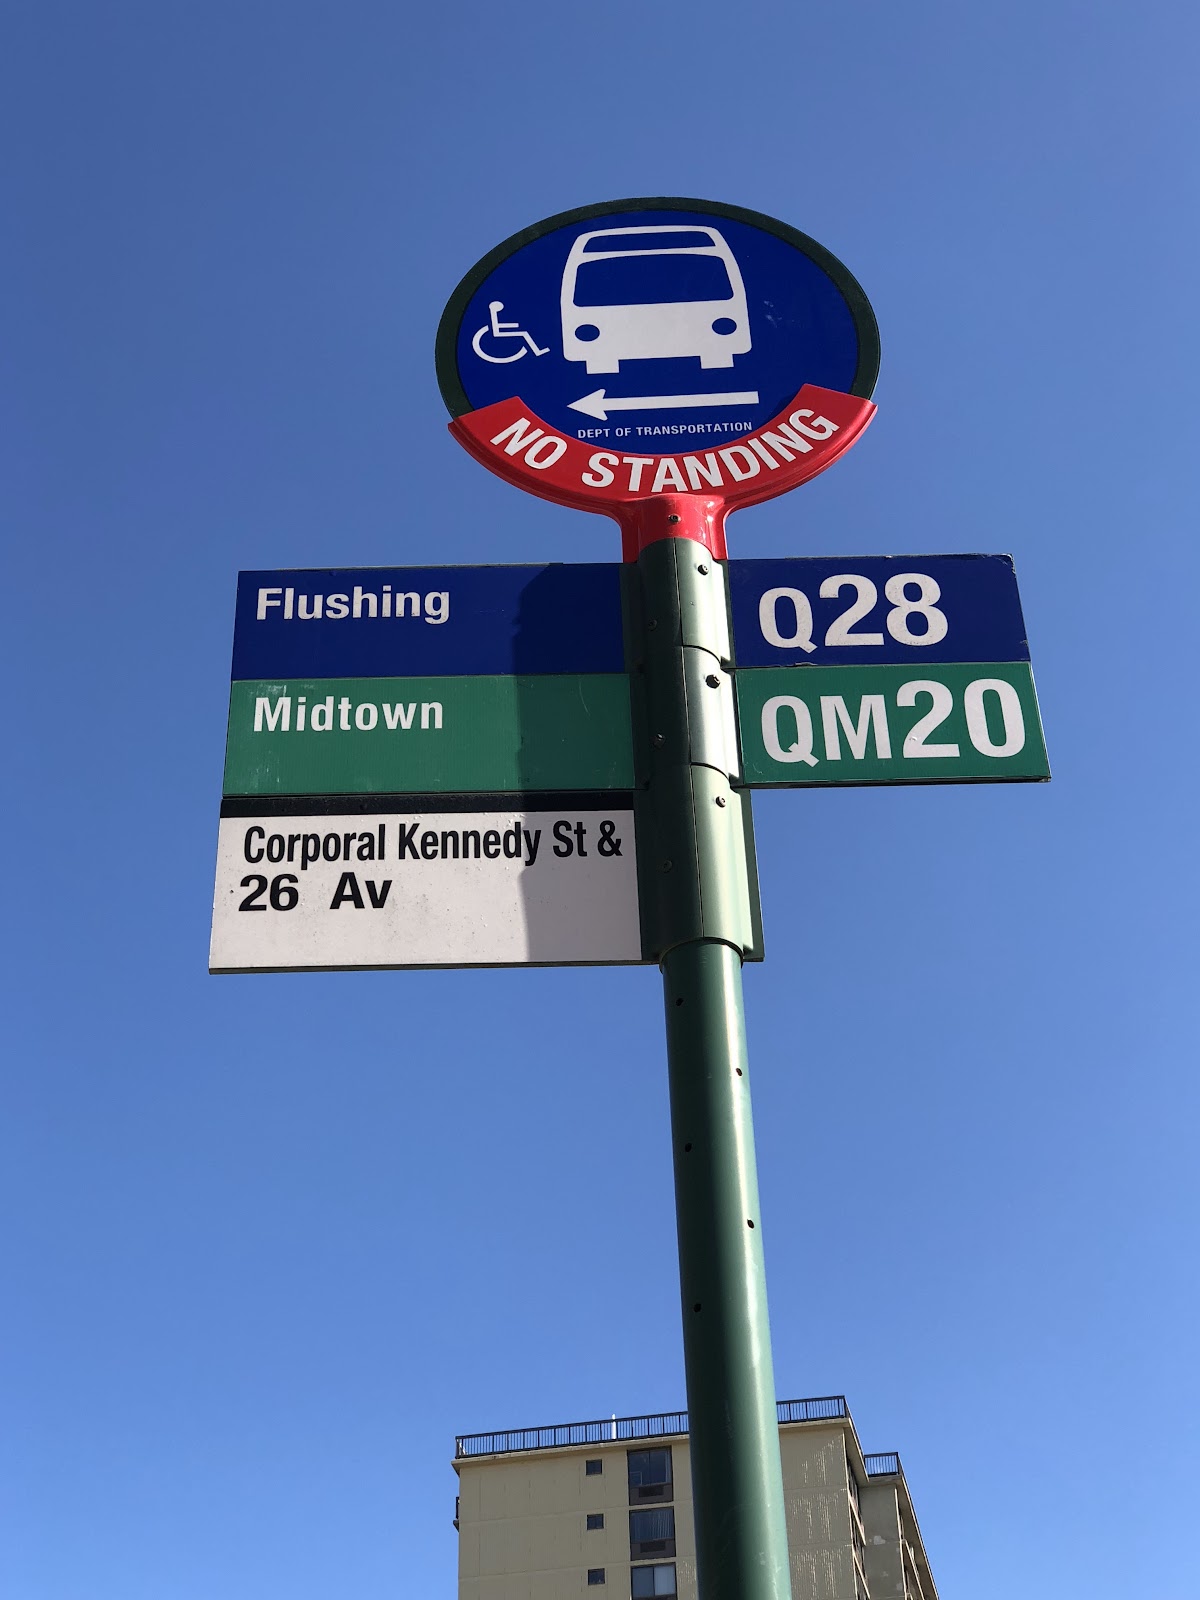 DEPT OF TRANSPORTATION
NO STANDING
Flushing
Q28
Midtown
QM20
Corporal Kennedy St &
26 Av